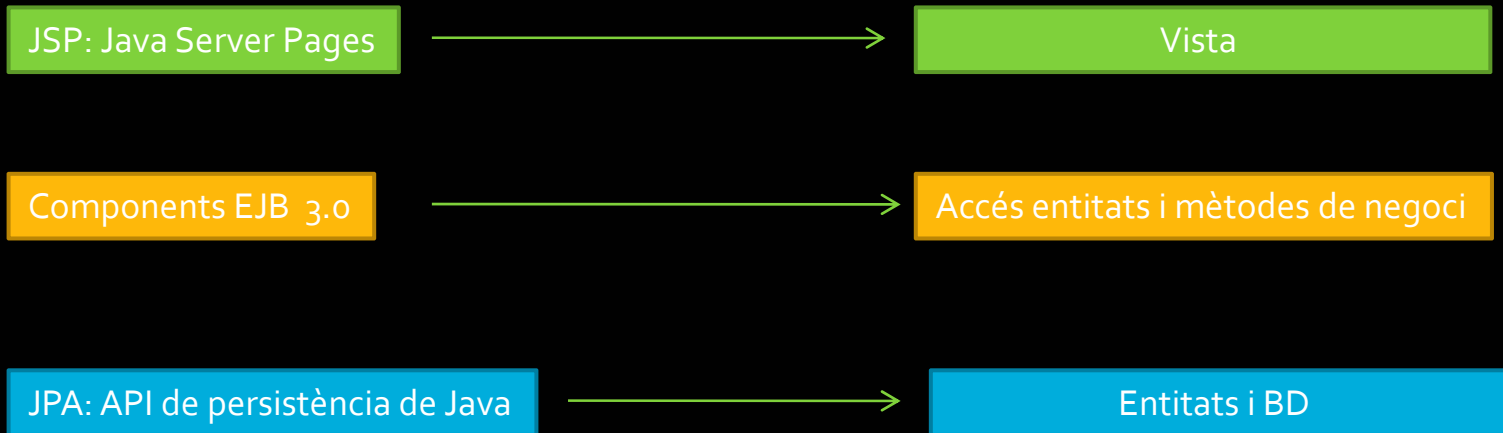 JSP: Java Server Pages
Vista
Components EJB 3.0
Accés entitats i mètodes de negoci
JPA: API de persistència de Java
Entitats i BD